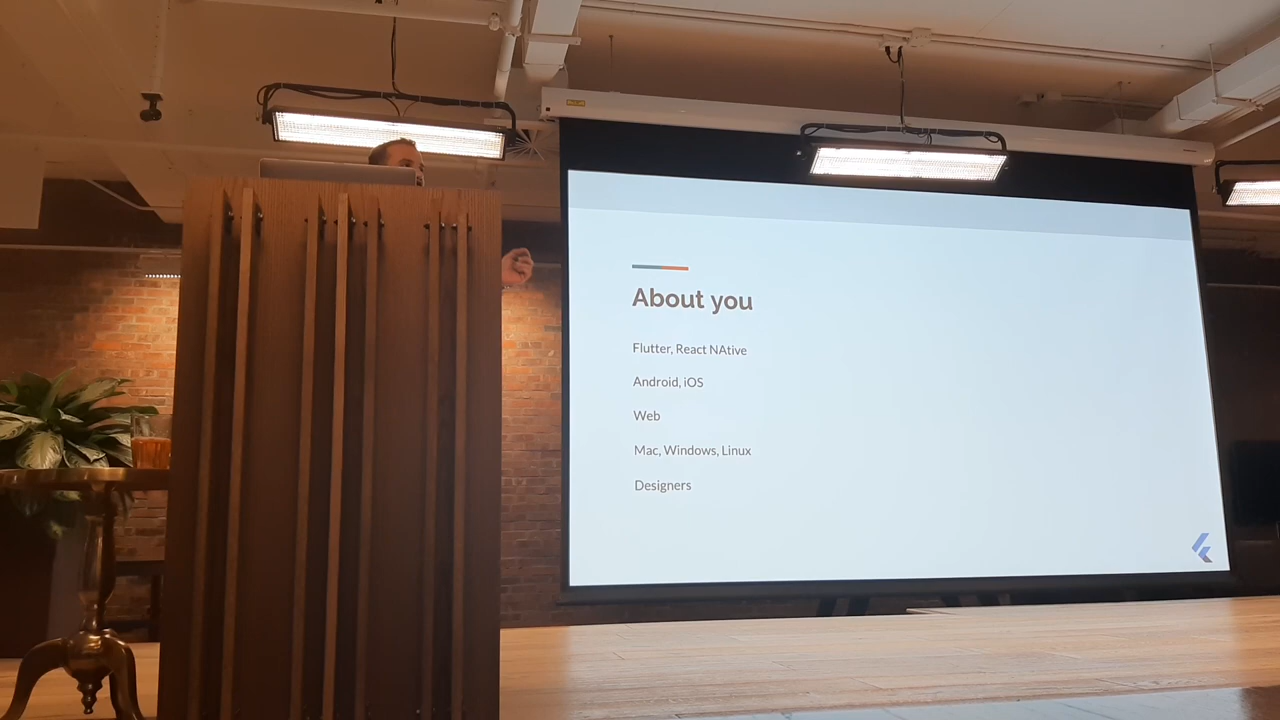 About you
Flutter, React NAtive
Android, iOS
Web
Mac, Windows, Linux
Designers